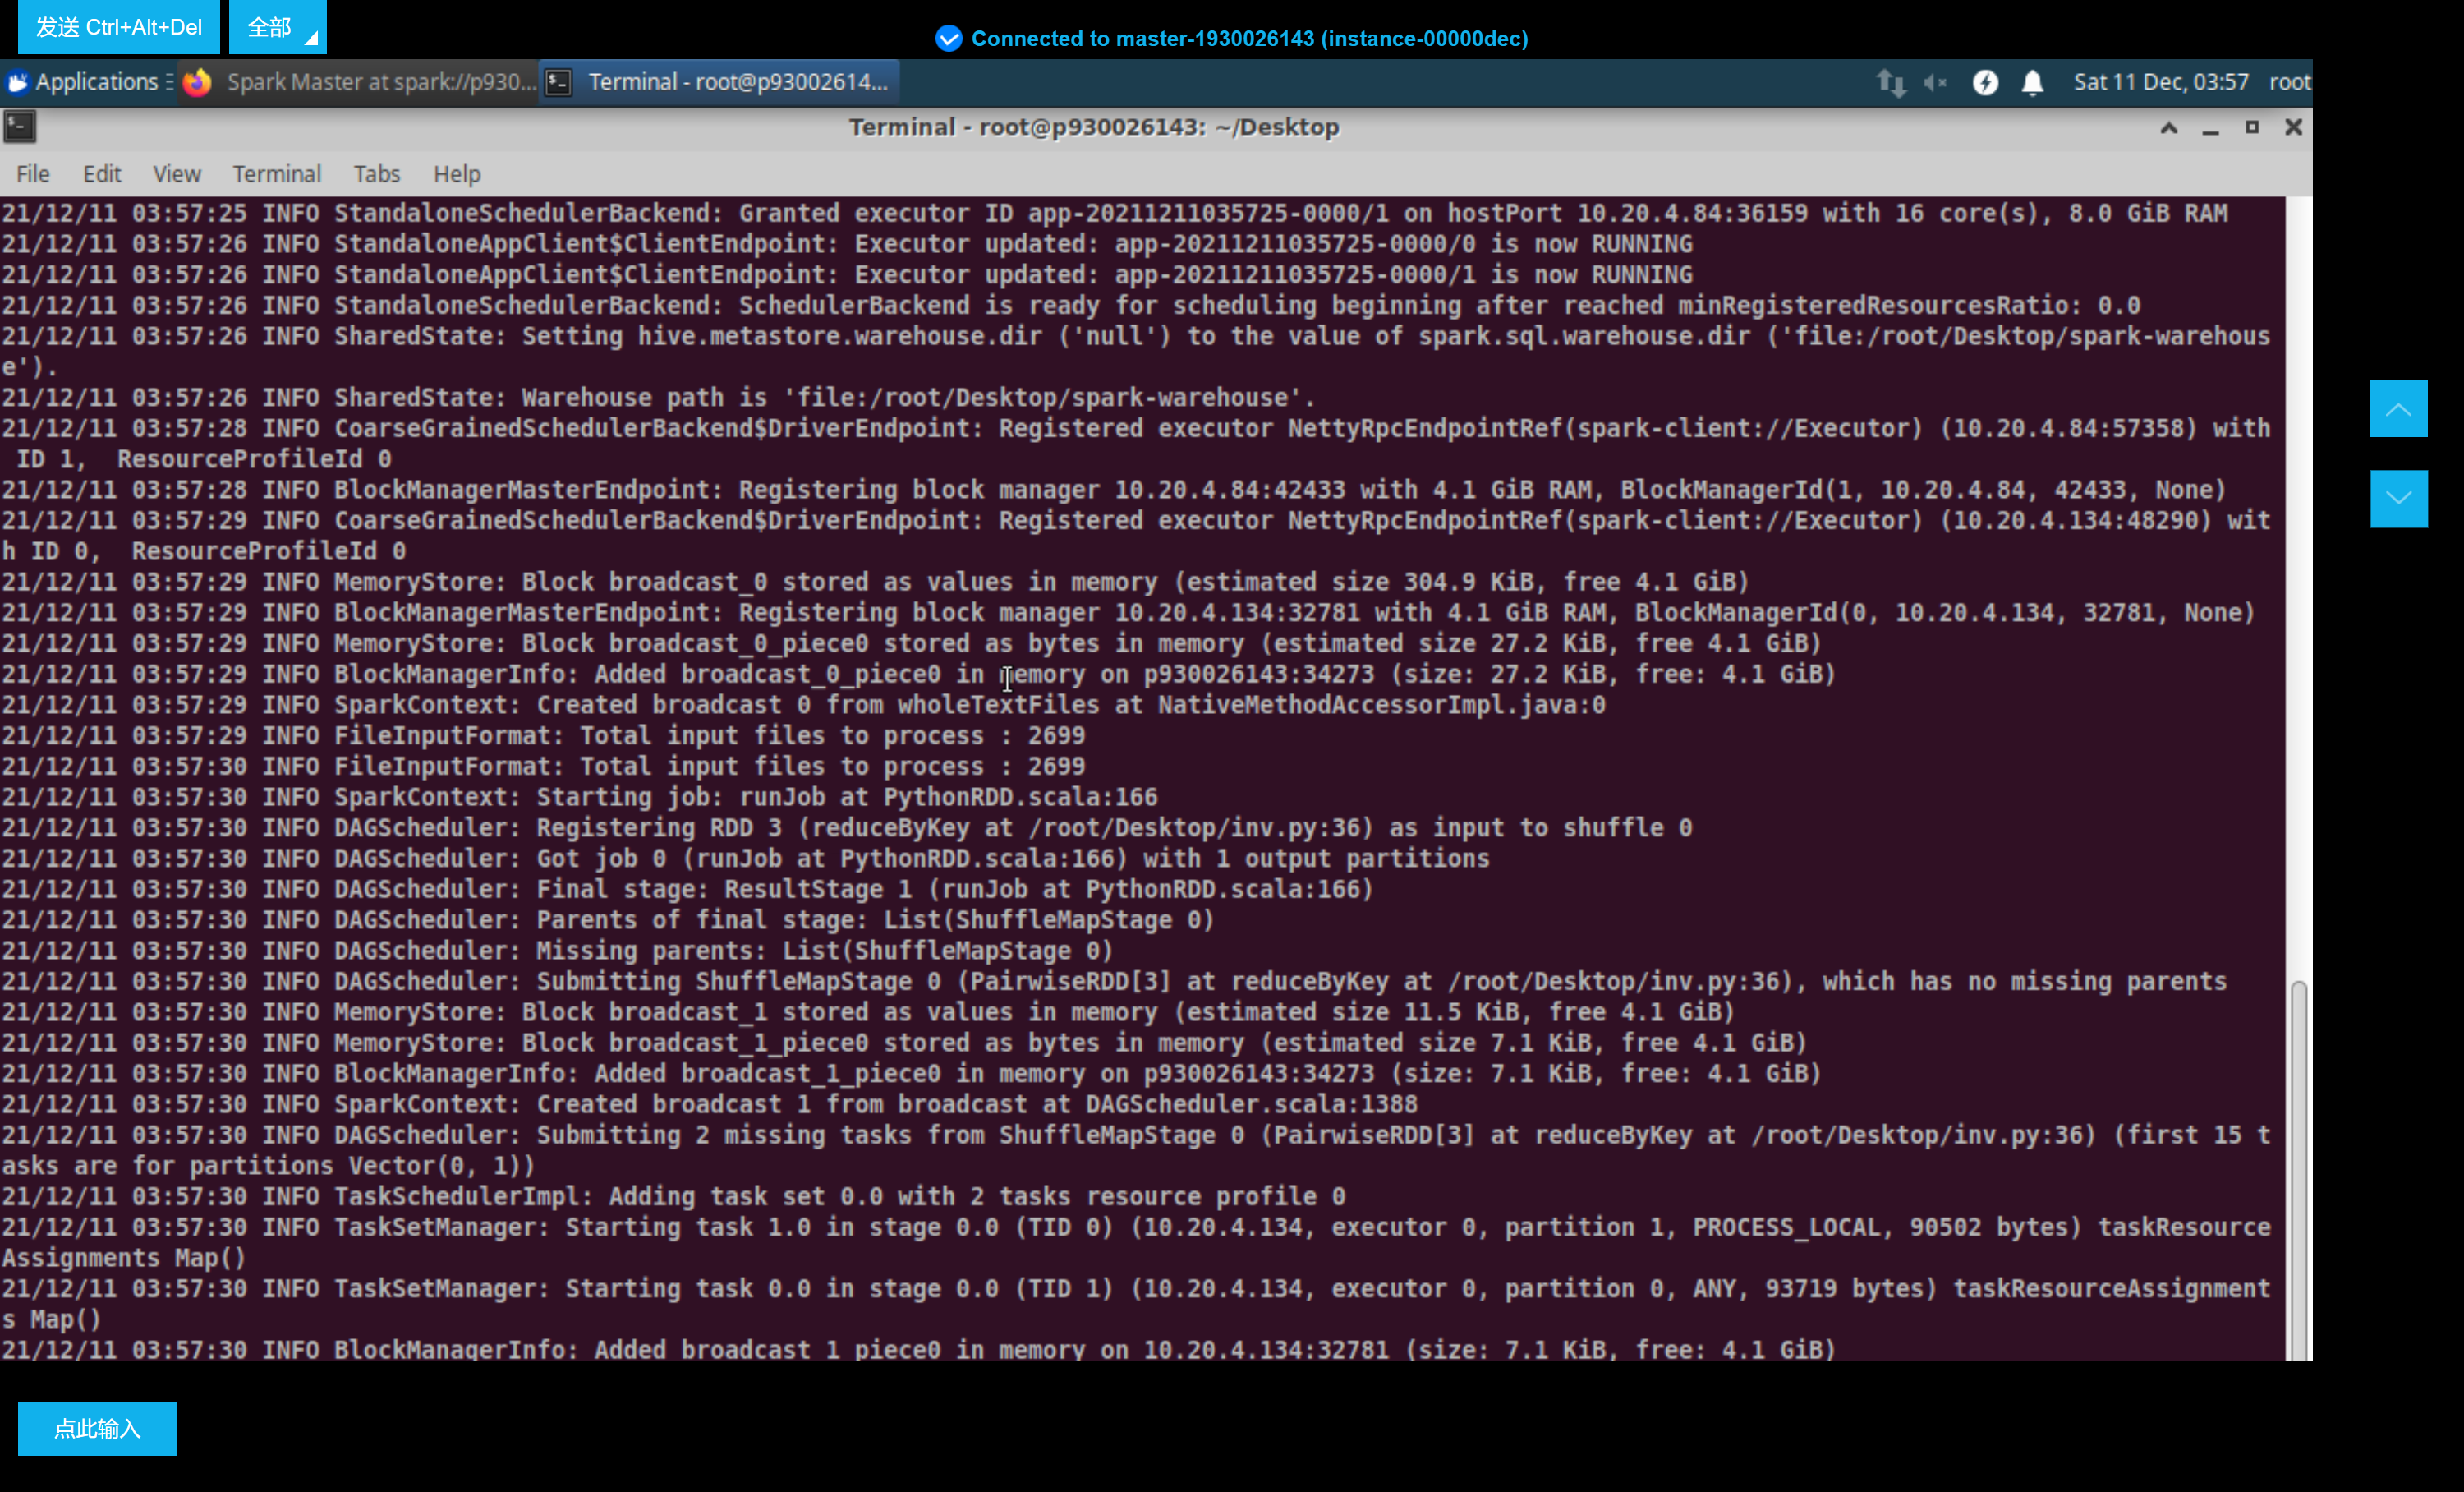 发送 Ctrl+Alt+Del
全部
Connected to master-1930026143 (instance-00000dec)
Applications
Spark Master at spark://p930...
Terminal - root@p93002614...
Sat 11 Dec, 03:57
root
Terminal - root@p930026143: ~/Desktop
File Edit View Terminal Tabs Help
21/12/11 03:57:25 INFO StandaloneSchedulerBackend: Granted executor ID app-20211211035725-0000/1 on hostPort 10.20.4.84:36159 with 16 core(s), 8.0 GiB RAM
21/12/11 03:57:26 INFO StandaloneAppClient$ClientEndpoint: Executor updated: app-20211211035725-0000/0 is now RUNNING
21/12/11 03:57:26 INFO StandaloneAppClient$ClientEndpoint: Executor updated: app-20211211035725-0000/1 is now RUNNING
21/12/11 03:57:26 INFO StandaloneSchedulerBackend: SchedulerBackend is ready for scheduling beginning after reached minRegisteredResourcesRatio: 0.0
21/12/11 03:57:26 INFO SharedState: Setting hive.metastore.warehouse.dir ('null') to the value of spark.sql.warehouse.dir ('file:/root/Desktop/spark-warehous
e').
21/12/11 03:57:26 INFO SharedState: Warehouse path is 'file:/root/Desktop/spark-warehouse'.
21/12/11 03:57:28 INFO CoarseGrainedSchedulerBackend$DriverEndpoint: Registered executor NettyRpcEndpointRef(spark-client://Executor) (10.20.4.84:57358) with
 ID 1,  ResourceProfileId 0
21/12/11 03:57:28 INFO BlockManagerMasterEndpoint: Registering block manager 10.20.4.84:42433 with 4.1 GiB RAM, BlockManagerId(1, 10.20.4.84, 42433, None)
21/12/11 03:57:29 INFO CoarseGrainedSchedulerBackend$DriverEndpoint: Registered executor NettyRpcEndpointRef(spark-client://Executor) (10.20.4.134:48290) wit
h ID 0,  ResourceProfileId 0
21/12/11 03:57:29 INFO MemoryStore: Block broadcast_0 stored as values in memory (estimated size 304.9 KiB, free 4.1 GiB)
21/12/11 03:57:29 INFO BlockManagerMasterEndpoint: Registering block manager 10.20.4.134:32781 with 4.1 GiB RAM, BlockManagerId(0, 10.20.4.134, 32781, None)
21/12/11 03:57:29 INFO MemoryStore: Block broadcast_0_piece0 stored as bytes in memory (estimated size 27.2 KiB, free 4.1 GiB)
21/12/11 03:57:29 INFO BlockManagerInfo: Added broadcast_0_piece0 in memory on p930026143:34273 (size: 27.2 KiB, free: 4.1 GiB)
21/12/11 03:57:29 INFO SparkContext: Created broadcast 0 from wholeTextFiles at NativeMethodAccessorImpl.java:0
21/12/11 03:57:29 INFO FileInputFormat: Total input files to process : 2699
21/12/11 03:57:30 INFO FileInputFormat: Total input files to process : 2699
21/12/11 03:57:30 INFO SparkContext: Starting job: runJob at PythonRDD.scala:166
21/12/11 03:57:30 INFO DAGScheduler: Registering RDD 3 (reduceByKey at /root/Desktop/inv.py:36) as input to shuffle 0
21/12/11 03:57:30 INFO DAGScheduler: Got job 0 (runJob at PythonRDD.scala:166) with 1 output partitions
21/12/11 03:57:30 INFO DAGScheduler: Final stage: ResultStage 1 (runJob at PythonRDD.scala:166)
21/12/11 03:57:30 INFO DAGScheduler: Parents of final stage: List(ShuffleMapStage 0)
21/12/11 03:57:30 INFO DAGScheduler: Missing parents: List(ShuffleMapStage 0)
21/12/11 03:57:30 INFO DAGScheduler: Submitting ShuffleMapStage 0 (PairwiseRDD[3] at reduceByKey at /root/Desktop/inv.py:36), which has no missing parents
21/12/11 03:57:30 INFO MemoryStore: Block broadcast_1 stored as values in memory (estimated size 11.5 KiB, free 4.1 GiB)
21/12/11 03:57:30 INFO MemoryStore: Block broadcast_1_piece0 stored as bytes in memory (estimated size 7.1 KiB, free 4.1 GiB)
21/12/11 03:57:30 INFO BlockManagerInfo: Added broadcast_1_piece0 in memory on p930026143:34273 (size: 7.1 KiB, free: 4.1 GiB)
21/12/11 03:57:30 INFO SparkContext: Created broadcast 1 from broadcast at DAGScheduler.scala:1388
21/12/11 03:57:30 INFO DAGScheduler: Submitting 2 missing tasks from ShuffleMapStage 0 (PairwiseRDD[3] at reduceByKey at /root/Desktop/inv.py:36) (first 15 t
asks are for partitions Vector(0, 1))
21/12/11 03:57:30 INFO TaskSchedulerImpl: Adding task set 0.0 with 2 tasks resource profile 0
21/12/11 03:57:30 INFO TaskSetManager: Starting task 1.0 in stage 0.0 (TID 0) (10.20.4.134, executor 0, partition 1, PROCESS_LOCAL, 90502 bytes) taskResource
Assignments Map()
21/12/11 03:57:30 INFO TaskSetManager: Starting task 0.0 in stage 0.0 (TID 1) (10.20.4.134, executor 0, partition 0, ANY, 93719 bytes) taskResourceAssignment
s Map()
21/12/11 03:57:30 INFO BlockManagerInfo: Added broadcast_1_piece0 in memory on 10.20.4.134:32781 (size: 7.1 KiB, free: 4.1 GiB)
点此输入